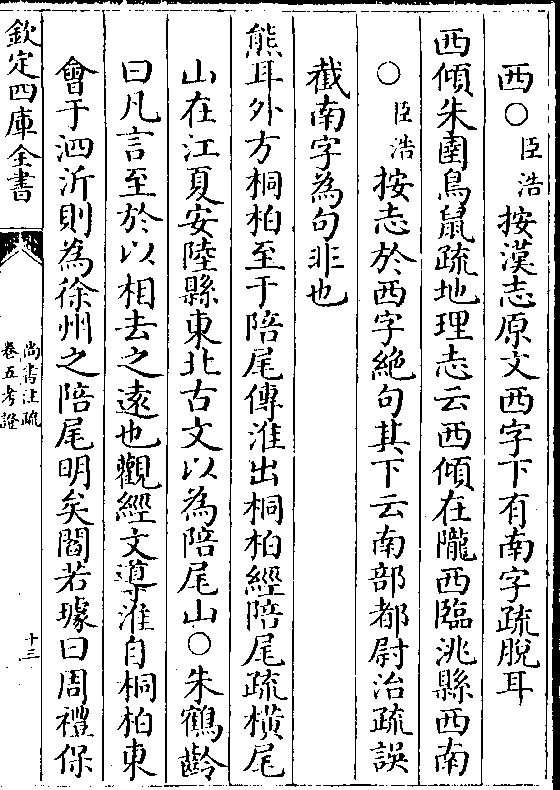 西○臣浩按漢志原文西字下有南字疏脫耳
西傾朱圉鳥鼠疏地理志云西傾在隴西臨洮縣西南
○臣浩按志於西字絶句其下云南部都尉治疏誤
截南字為句非也
熊耳外方桐柏至于陪尾傳淮出桐柏經陪尾疏橫尾
山在江夏安陸縣東北古文以為陪尾山○朱鶴齡
曰凡言至於以相去之遠也觀經文導淮自桐柏東
會于泗沂則為徐州之陪尾明矣閻若璩曰周禮保
欽定四庫全書
尚書注疏
卷五考證
十三